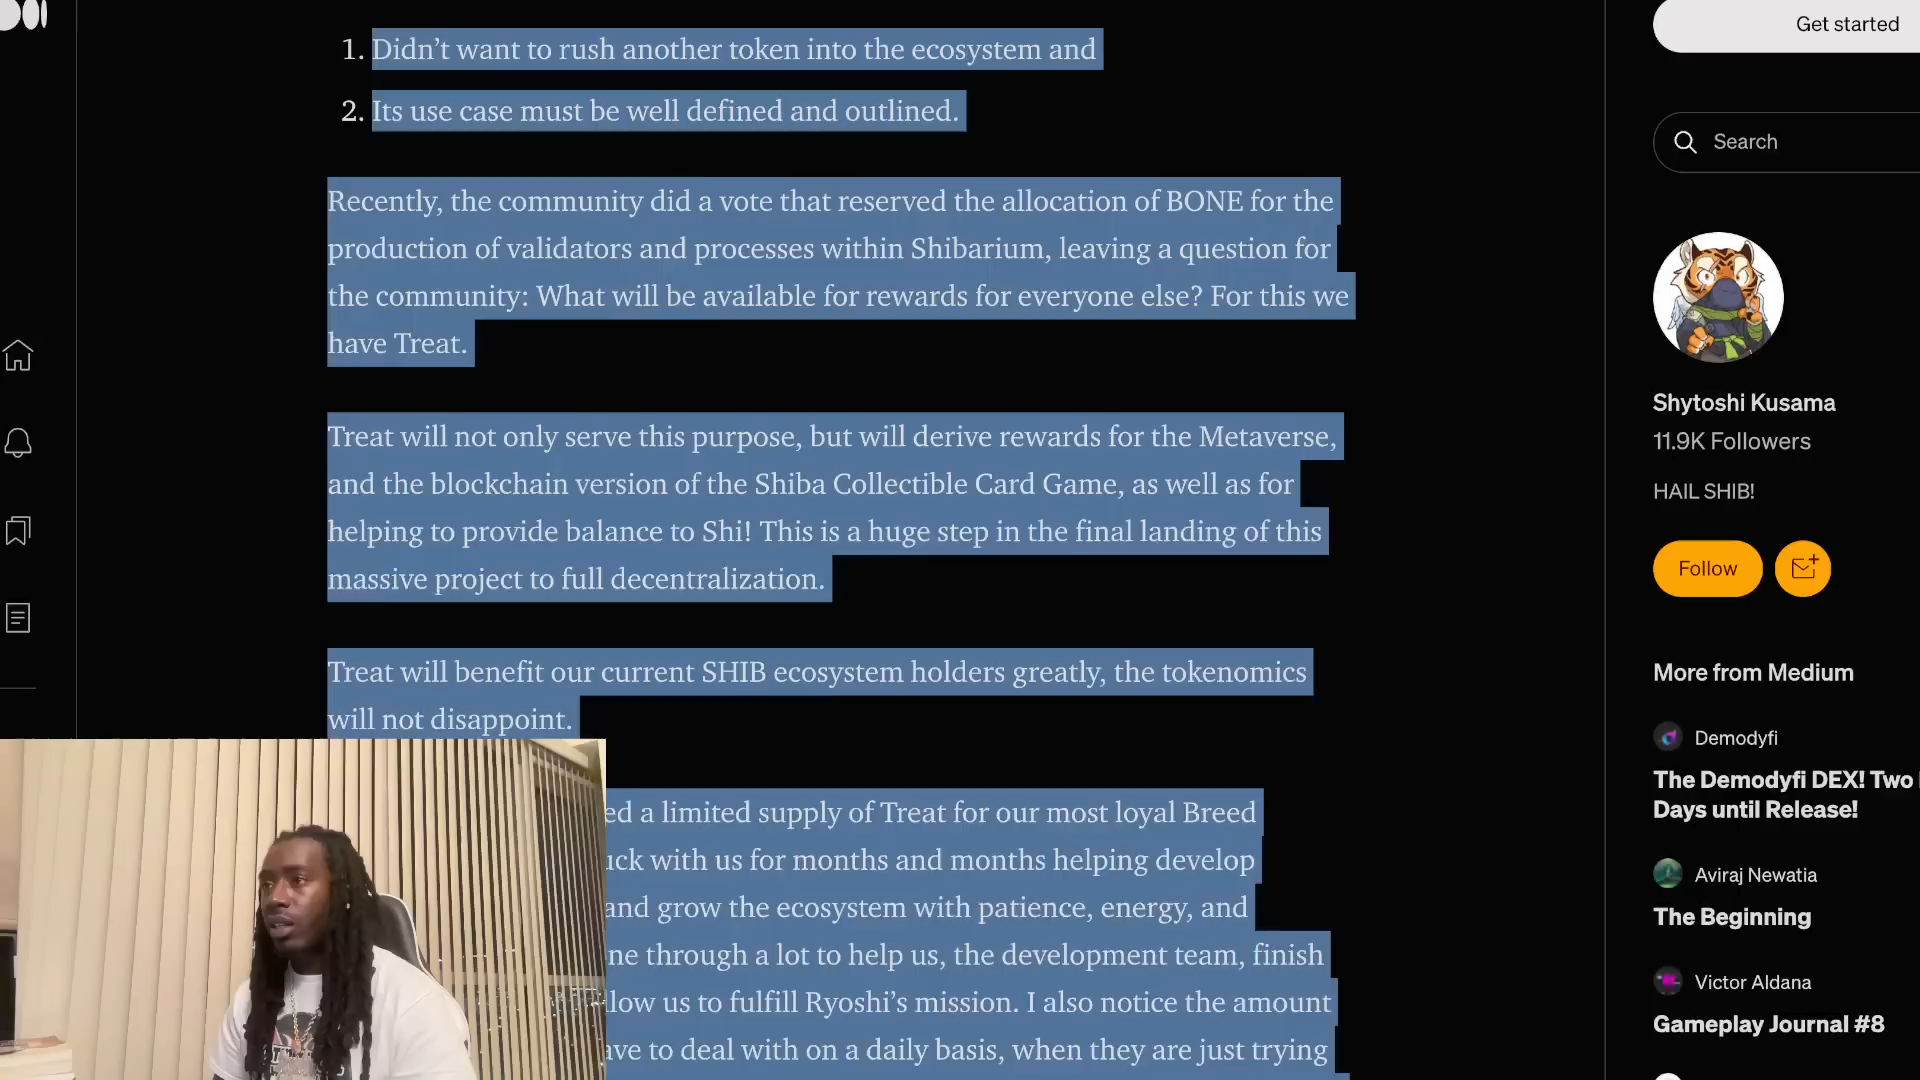 1. Didn’t want to rush another token into the ecosystem and
2. Its use case must be well defined and outlined.
Recently, the community did a vote that reserved the allocation of BONE for the
production of validators and processes within Shibarium, leaving a question for
the community: What will be available for rewards for everyone else? For this we
have Treat.
Treat will not only serve this purpose, but will derive rewards for the Metaverse,
and the blockchain version of the Shiba Collectible Card Game, as well as for
helping to provide balance to Shi! This is a huge step in the final landing of this
massive project to full decentralization.
Treat will benefit our current SHIB ecosystem holders greatly, the tokenomics
will not disappoint.
a limited supply of Treat for our most loyal Breed
with us for months and months helping develop
and grow the ecosystem with patience, energy, and
through a lot to help us, the development team, finish
us to fulfill Ryoshi’s mission. I also notice the amount
to deal with on a daily basis, when they are just trying
Get started
Search
Shytoshi Kusama
11.9K Followers
HAIL SHIB!
Follow
More from Medium
Demodyfi
The Demodyfi DEX! Two
Days until Release!
Aviraj Newatia
The Beginning
Victor Aldana
Gameplay Journal #8